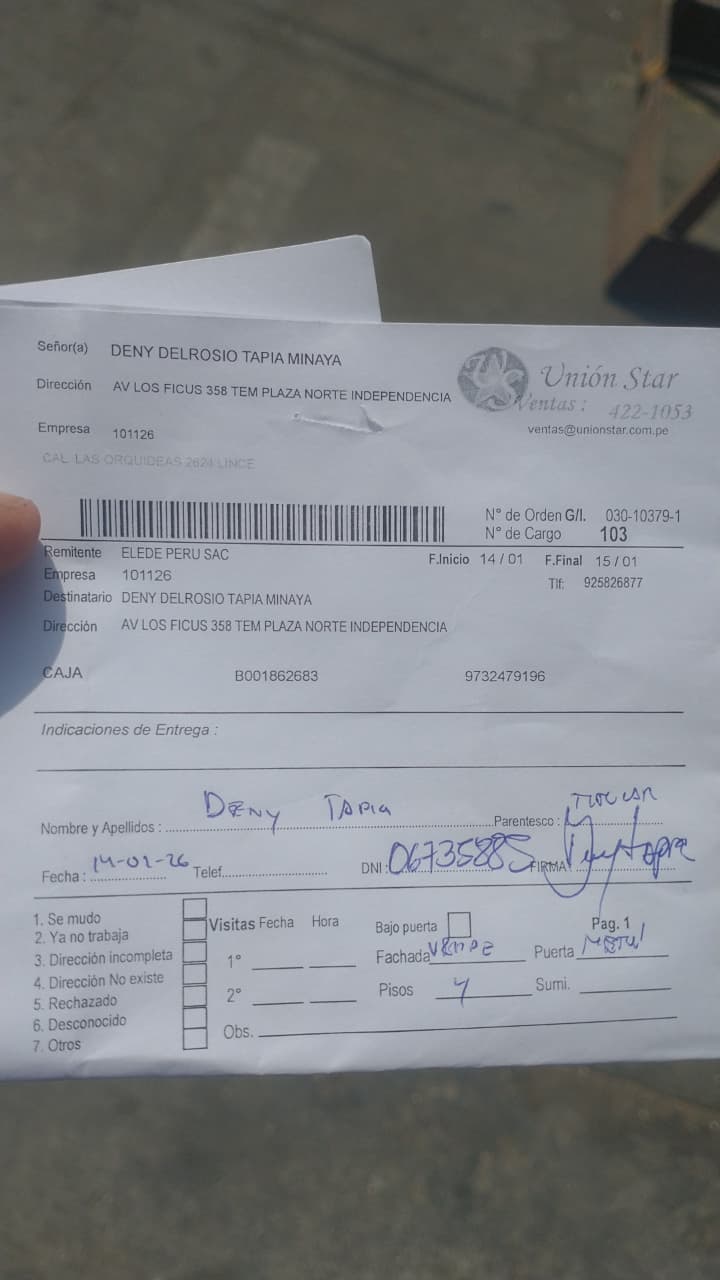 Señor(a) DENY DELROSIO TAPIA MINAYA
Dirección AV LOS FICUS 358 TEM PLAZA NORTE INDEPENDENCIA
Empresa 101126
CAL LAS ORQUIDEAS 2624 LINCE
Unión Star
Ventas : 422-1053
ventas@unionstar.com.pe
N° de Orden G/I. 030-10379-1
N° de Cargo 103
Remitente ELEDE PERU SAC
F.Inicio 14 / 01 F.Final 15 / 01
Empresa 101126
Tlf: 925826877
Destinatario DENY DELROSIO TAPIA MINAYA
Dirección AV LOS FICUS 358 TEM PLAZA NORTE INDEPENDENCIA
CAJA B001862683 9732479196
Indicaciones de Entrega :
Nombre y Apellidos : DENY TAPIA Parentesco : TITULAR
Fecha : 14-01-26 Telef. DNI : 06735885 FIRMA
1. Se mudo
2. Ya no trabaja
3. Dirección incompleta
4. Dirección No existe
5. Rechazado
6. Desconocido
7. Otros
Visitas Fecha Hora
1°
2°
Obs.
Bajo puerta Pag. 1
Fachada Puerta
Pisos 4 Sumi.